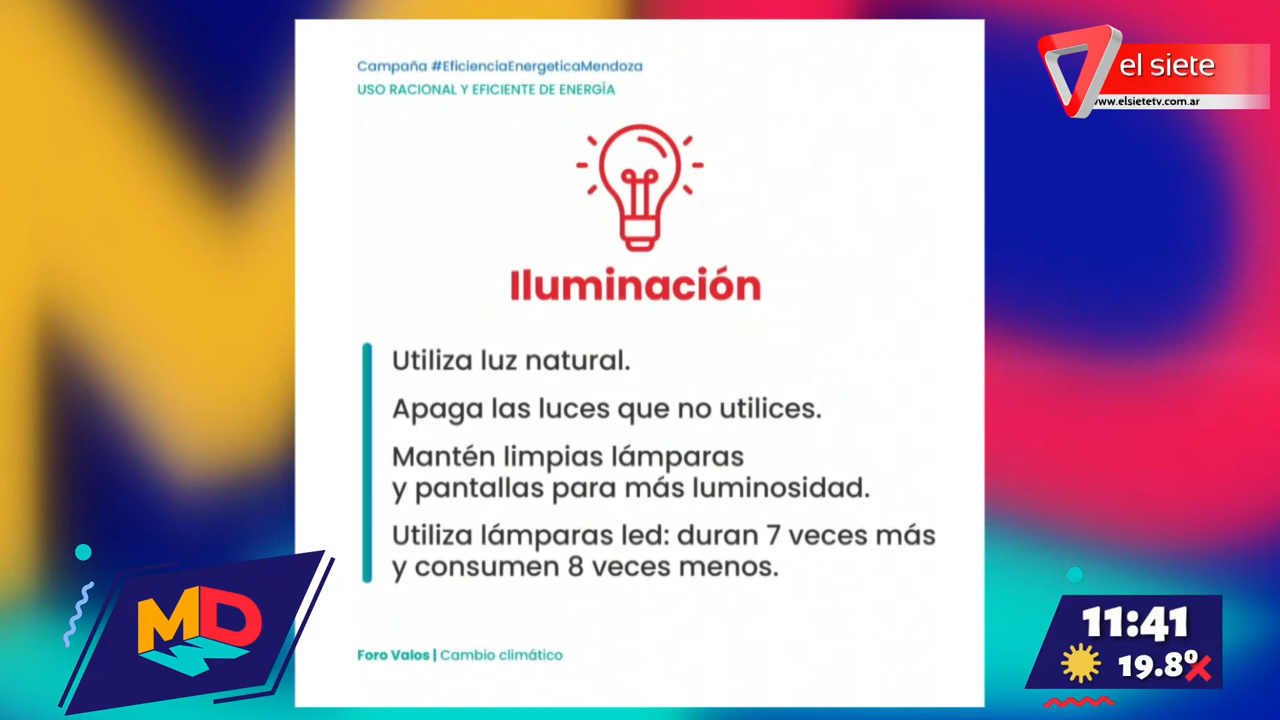 Campaña #EficienciaEnergeticaMendoza
USO RACIONAL Y EFICIENTE DE ENERGÍA
Iluminación
Utiliza luz natural.
Apaga las luces que no utilices.
Mantén limpias lámparas
y pantallas para más luminosidad.
Utiliza lámparas led: duran 7 veces más
y consumen 8 veces menos.
Foro Valos | Cambio climático
el siete
www.elsietetv.com.ar
MD
11:41
19.8º